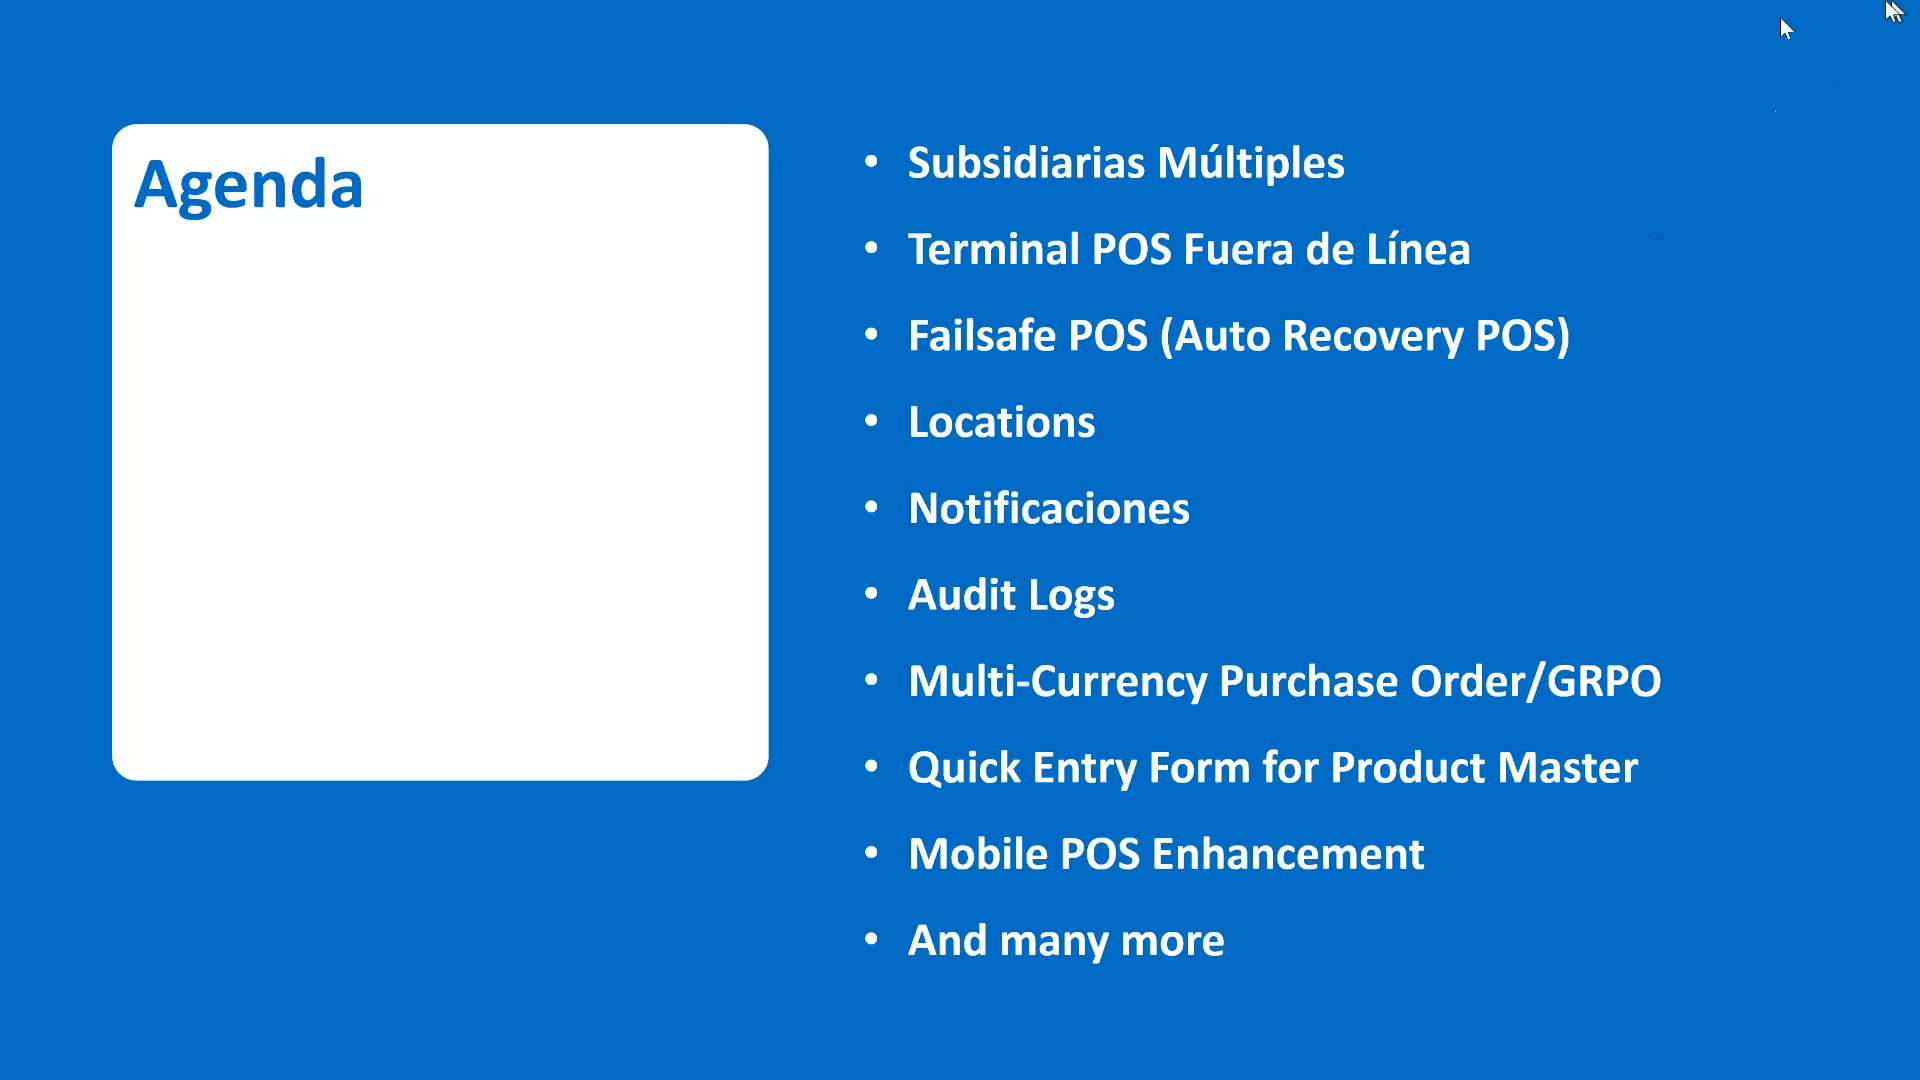 Agenda
• Subsidiarias Múltiples
• Terminal POS Fuera de Línea
• Failsafe POS (Auto Recovery POS)
• Locations
• Notificaciones
• Audit Logs
• Multi-Currency Purchase Order/GRPO
• Quick Entry Form for Product Master
• Mobile POS Enhancement
• And many more